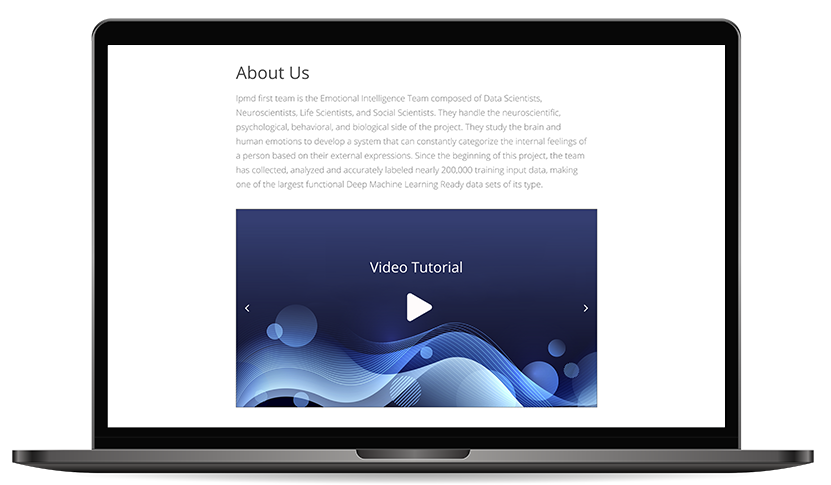 About Us
Ipmd first team is the Emotional Intelligence Team composed of Data Scientists,
Neuroscientists, Life Scientists, and Social Scientists. They handle the neuroscientific,
psychological, behavioral, and biological side of the project. They study the brain and
human emotions to develop a system that can constantly categorize the internal feelings of
a person based on their external expressions. Since the beginning of this project, the team
has collected, analyzed and accurately labeled nearly 200,000 training input data, making
one of the largest functional Deep Machine Learning Ready data sets of its type.
Video Tutorial